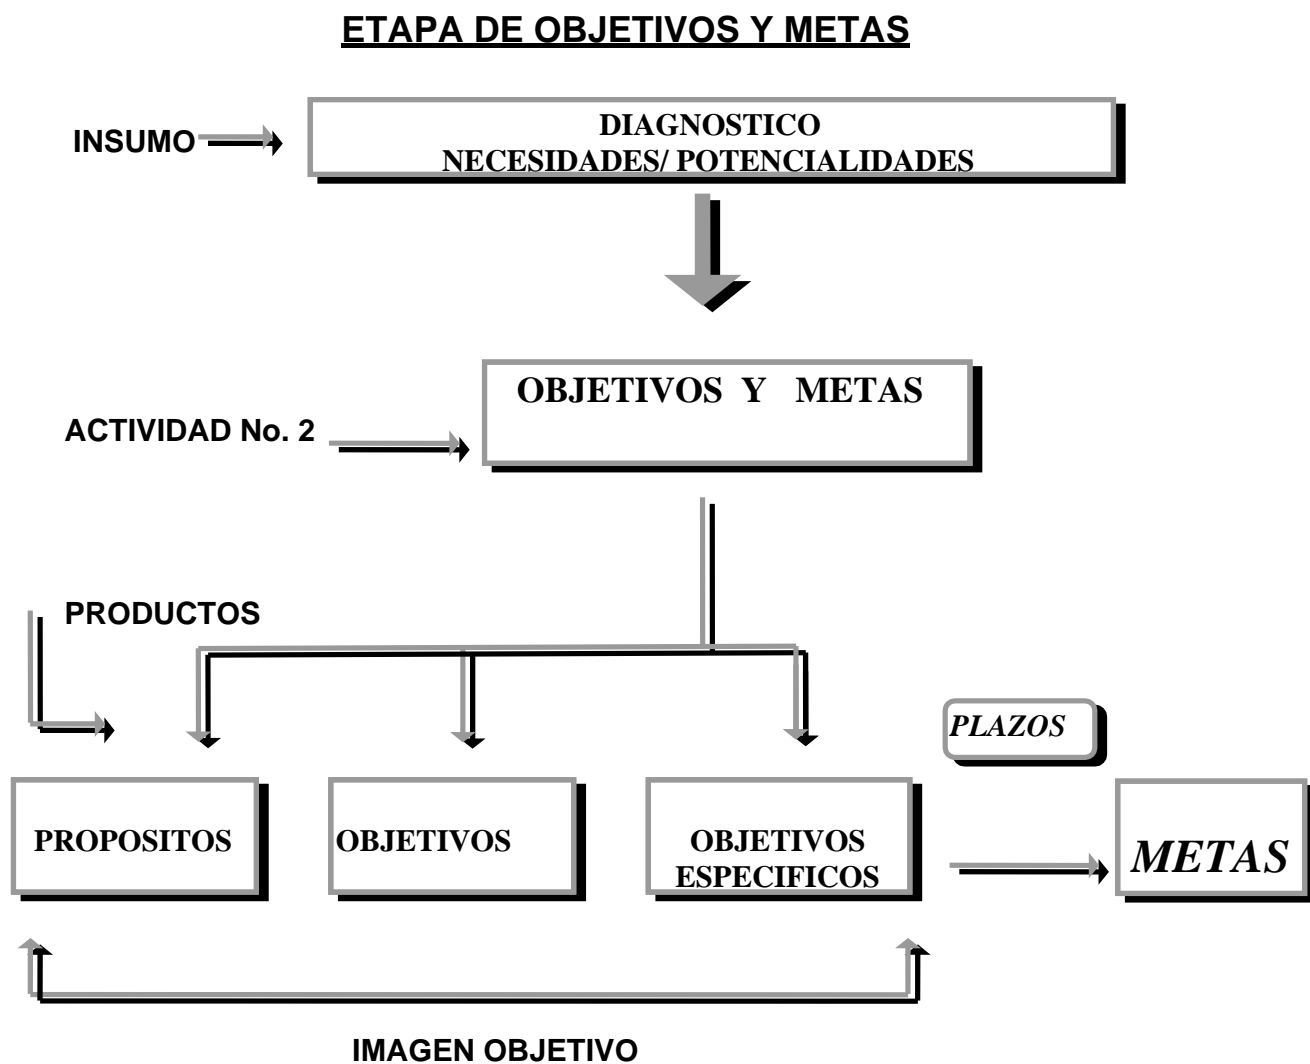 ETAPA DE OBJETIVOS Y METAS
INSUMO
DIAGNOSTICO
NECESIDADES/ POTENCIALIDADES
OBJETIVOS Y METAS
ACTIVIDAD No. 2
PRODUCTOS
PLAZOS
PROPOSITOS
OBJETIVOS
OBJETIVOS
ESPECIFICOS
METAS
IMAGEN OBJETIVO